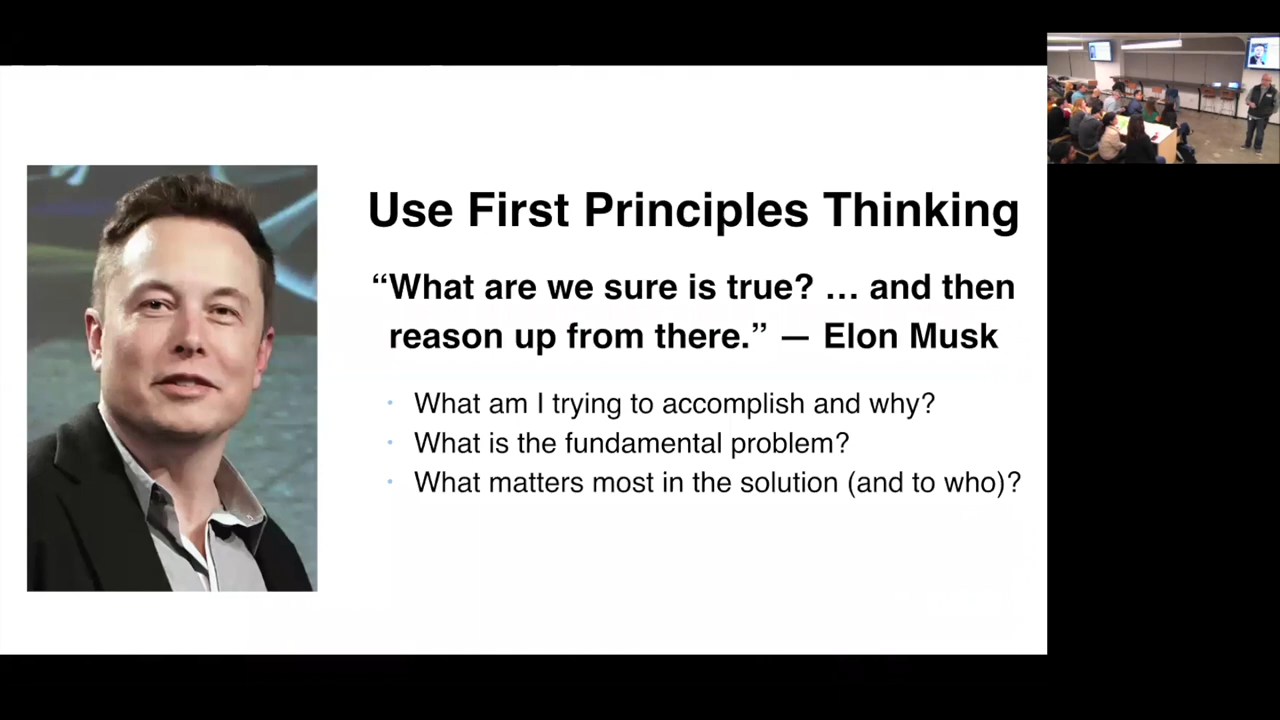 Use First Principles Thinking
“What are we sure is true? … and then
reason up from there.” — Elon Musk
• What am I trying to accomplish and why?
• What is the fundamental problem?
• What matters most in the solution (and to who)?